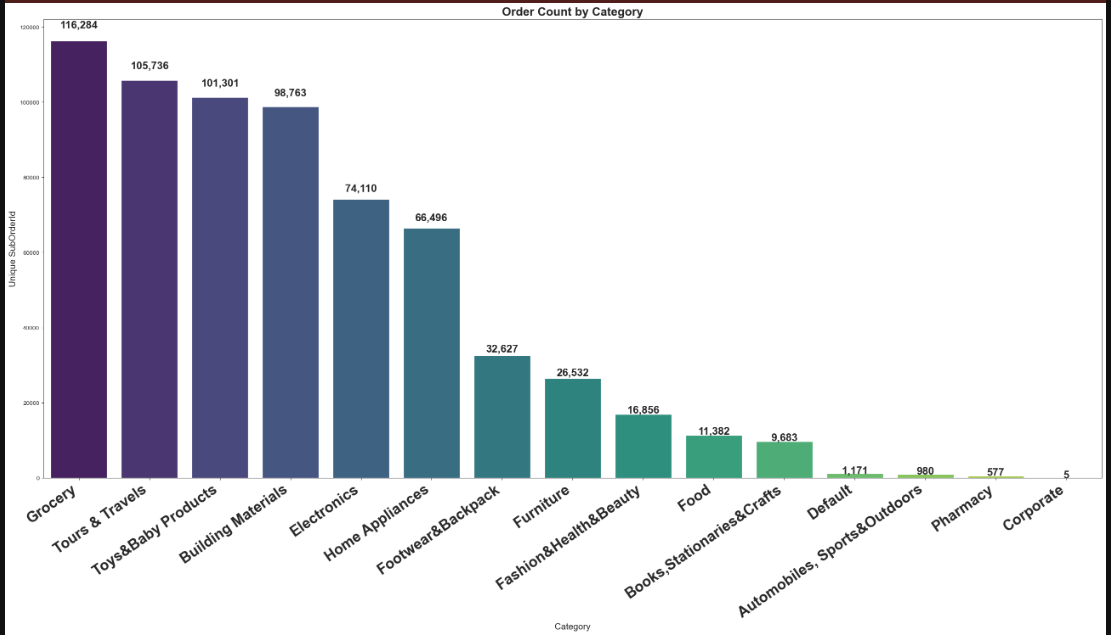 Order Count by Category
120000
100000
80000
60000
40000
20000
0
Unique SubOrderId
116,284
105,736
101,301
98,763
74,110
66,496
32,627
26,532
16,856
11,382
9,683
1,171
980
577
5
Grocery
Tours & Travels
Toys&Baby Products
Building Materials
Electronics
Home Appliances
Footwear&Backpack
Furniture
Fashion&Health&Beauty
Food
Books,Stationaries&Crafts
Default
Automobiles, Sports&Outdoors
Pharmacy
Corporate
Category